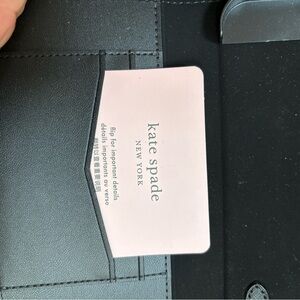 kate spade
NEW YORK
flip for important details
détails importants au verso